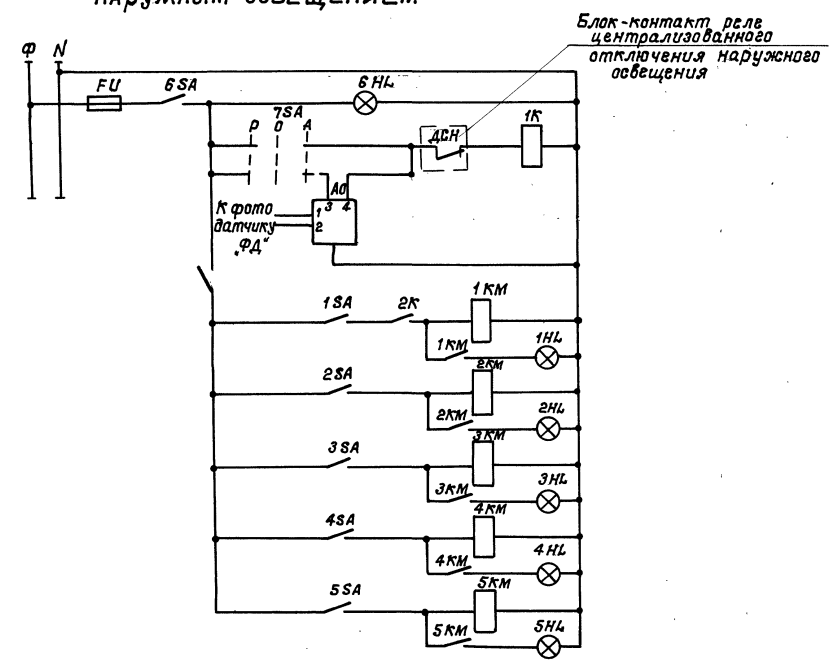 наружным освещением
Блок-контакт реле
централизованного
отключения наружного
освещения
Ф N
FU 6SA 6HL
7SA
Р О А
ДСН
1К
АО
3 4
1
2
К фото
датчику
„ФД“
1SA 2К 1КМ
1КМ 1HL
2SA 2КМ
2КМ 2HL
3SA 3КМ
3КМ 3HL
4SA 4КМ
4КМ 4HL
5SA 5КМ
5КМ 5HL